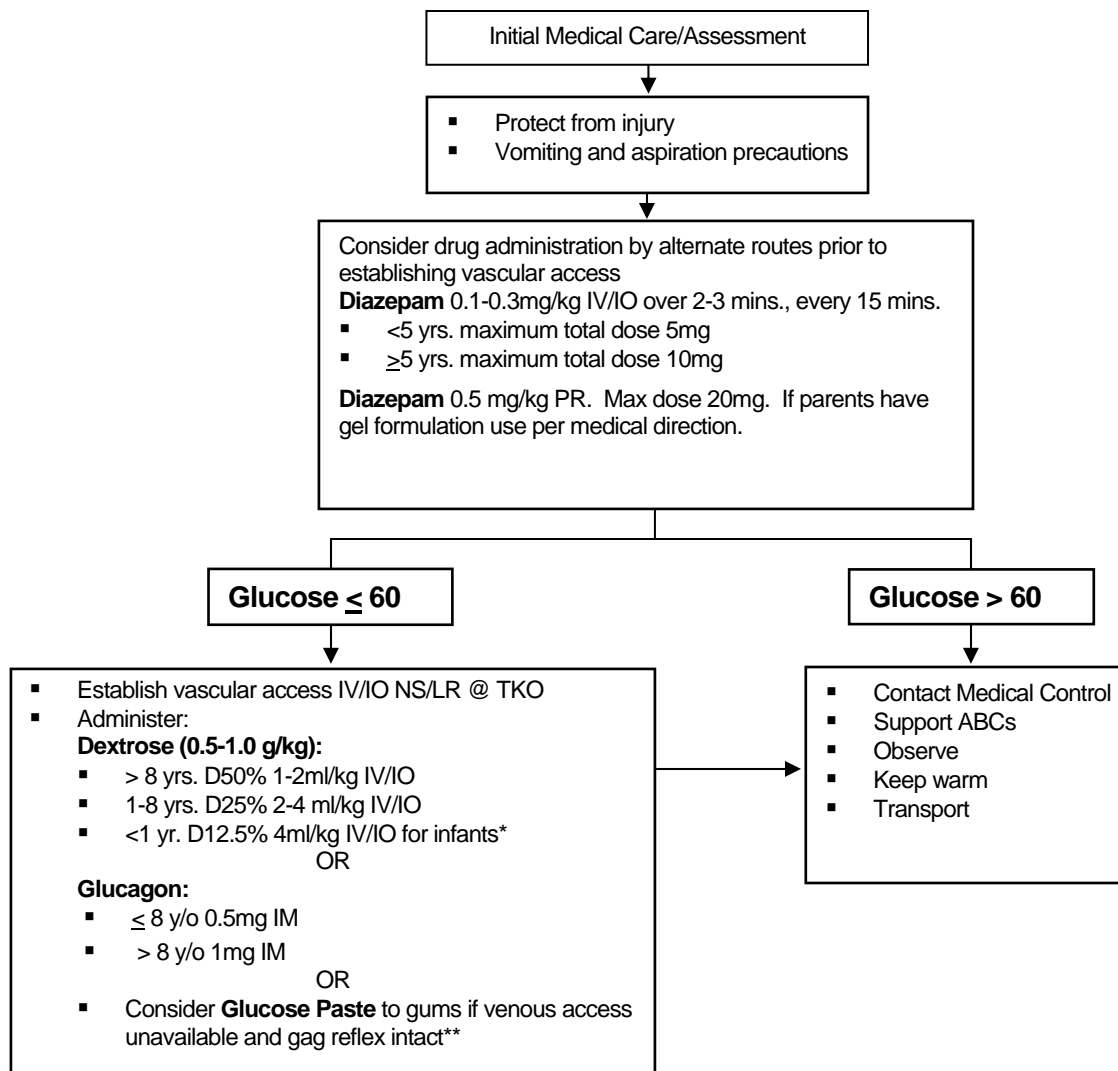 Initial Medical Care/Assessment
▪ Protect from injury
▪ Vomiting and aspiration precautions
Consider drug administration by alternate routes prior to
establishing vascular access
Diazepam 0.1-0.3mg/kg IV/IO over 2-3 mins., every 15 mins.
▪ <5 yrs. maximum total dose 5mg
▪ ≥5 yrs. maximum total dose 10mg
Diazepam 0.5 mg/kg PR. Max dose 20mg. If parents have
gel formulation use per medical direction.
Glucose ≤ 60
▪ Establish vascular access IV/IO NS/LR @ TKO
▪ Administer:
Dextrose (0.5-1.0 g/kg):
▪ > 8 yrs. D50% 1-2ml/kg IV/IO
▪ 1-8 yrs. D25% 2-4 ml/kg IV/IO
▪ <1 yr. D12.5% 4ml/kg IV/IO for infants*
OR
Glucagon:
▪ ≤ 8 y/o 0.5mg IM
▪ > 8 y/o 1mg IM
OR
▪ Consider Glucose Paste to gums if venous access
unavailable and gag reflex intact**
Glucose > 60
▪ Contact Medical Control
▪ Support ABCs
▪ Observe
▪ Keep warm
▪ Transport